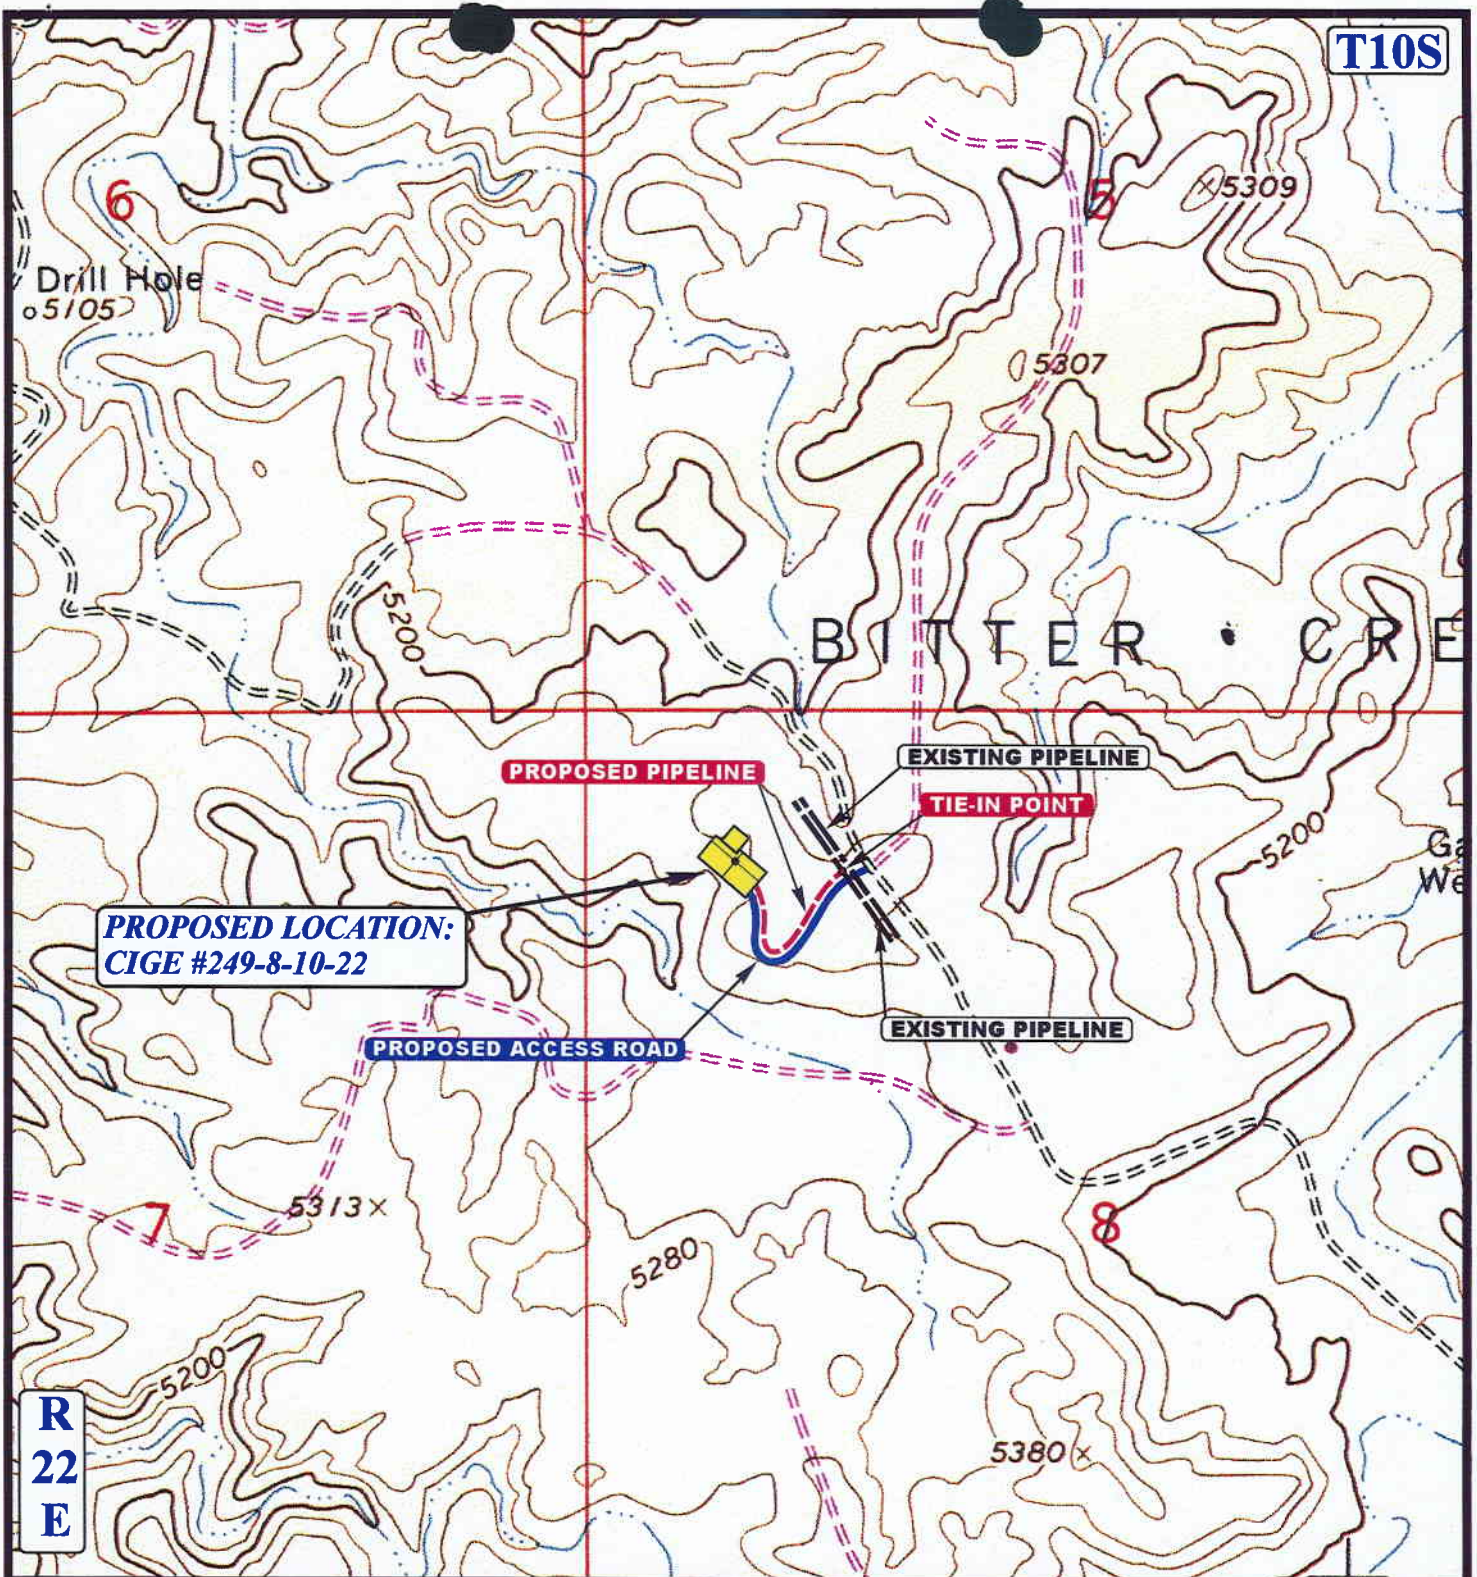 T10S
6
5
5309
Drill Hole
5105
5307
5200
BITTER CRE
EXISTING PIPELINE
PROPOSED PIPELINE
TIE-IN POINT
5200
Ga
We
PROPOSED LOCATION:
CIGE #249-8-10-22
EXISTING PIPELINE
PROPOSED ACCESS ROAD
5313
7
8
5280
5200
R
22
E
5380